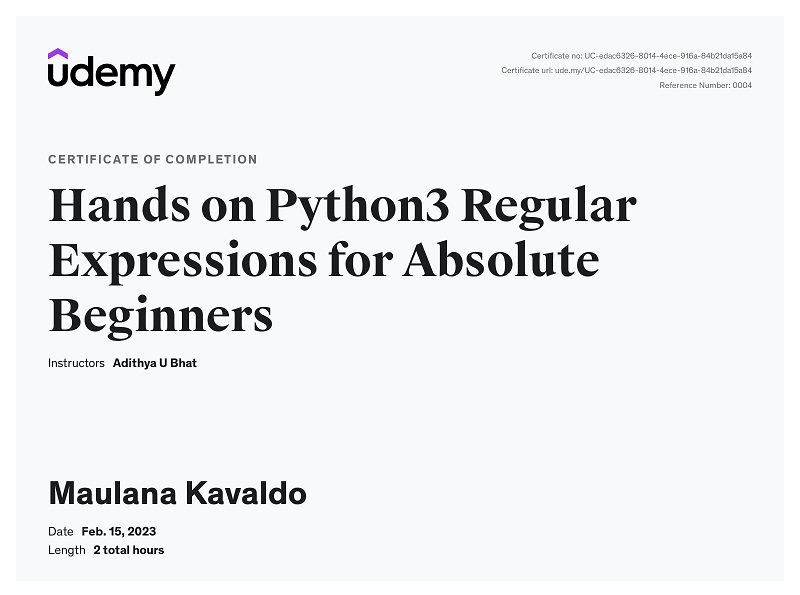 udemy
Certificate no: UC-edac6326-8014-4ece-916a-84b21da15a84
Certificate url: ude.my/UC-edac6326-8014-4ece-916a-84b21da15a84
Reference Number: 0004
CERTIFICATE OF COMPLETION
Hands on Python3 Regular
Expressions for Absolute
Beginners
Instructors Adithya U Bhat
Maulana Kavaldo
Date Feb. 15, 2023
Length 2 total hours